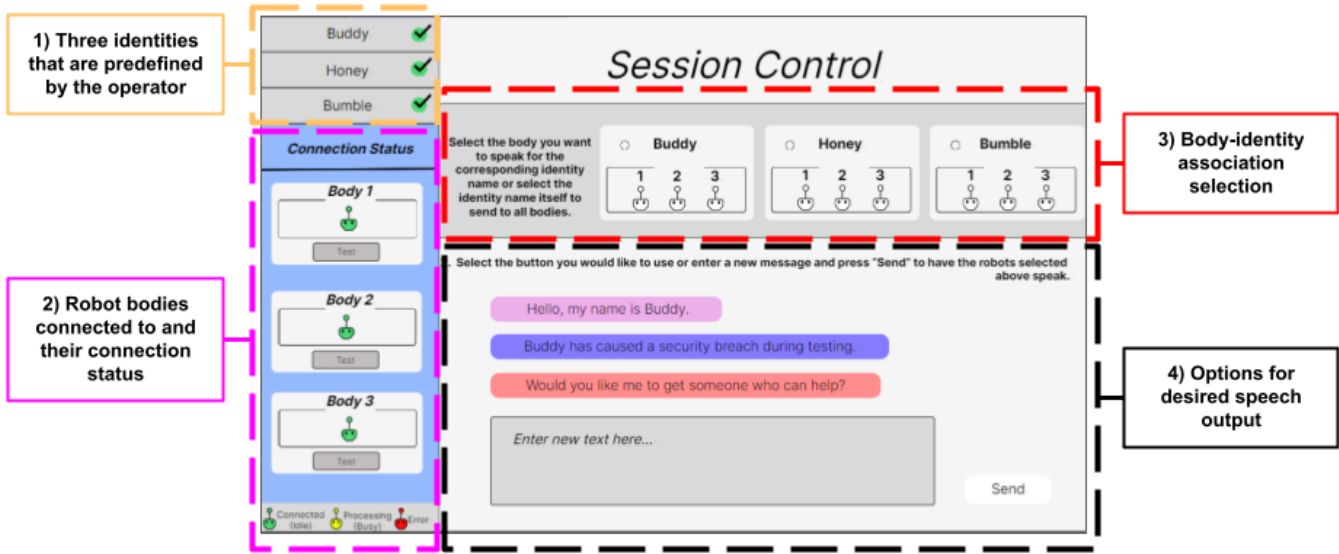 1) Three identities
that are predefined
by the operator
2) Robot bodies
connected to and
their connection
status
Buddy
Honey
Bumble
Connection Status
Body 1
Test
Body 2
Test
Body 3
Test
Connected
(Idle)
Processing
(Busy)
Error
Session Control
Select the body you want
to speak for the
corresponding identity
name or select the
identity name itself to
send to all bodies.
Buddy
1 2 3
Honey
1 2 3
Bumble
1 2 3
. Select the button you would like to use or enter a new message and press "Send" to have the robots selected
above speak.
Hello, my name is Buddy.
Buddy has caused a security breach during testing.
Would you like me to get someone who can help?
Enter new text here...
Send
3) Body-identity
association
selection
4) Options for
desired speech
output